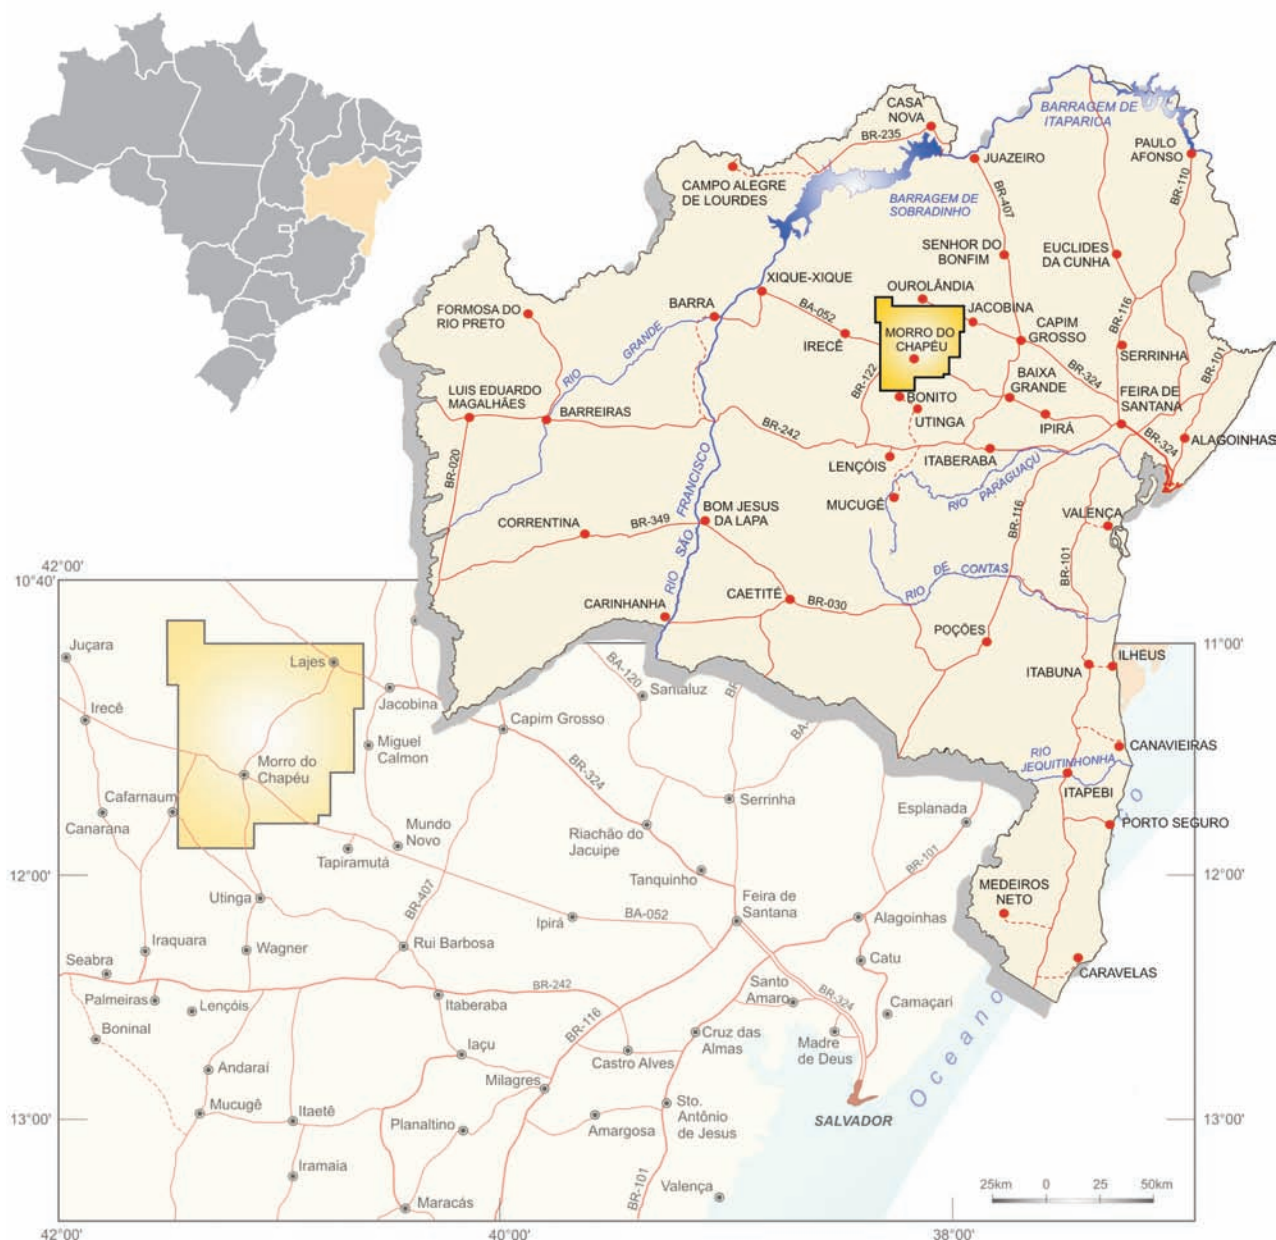 CASA
NOVA
BR-235
BARRAGEM DE
ITAPARICA
PAULO
AFONSO
JUAZEIRO
BR-110
CAMPO ALEGRE
DE LOURDES
BARRAGEM DE
SOBRADINHO
BR-407
SENHOR DO
BONFIM
EUCLIDES
DA CUNHA
XIQUE-XIQUE
OUROLÂNDIA
FORMOSA DO
RIO PRETO
BARRA
BA-052
JACOBINA
MORRO DO
CHAPÉU
IRECÊ
CAPIM
GROSSO
BR-116
SERRINHA
BR-101
RIO GRANDE
BR-122
BAIXA
GRANDE
BR-324
LUIS EDUARDO
MAGALHÃES
BARREIRAS
BONITO
UTINGA
FEIRA DE
SANTANA
IPIRÁ
BR-242
BR-324
ALAGOINHAS
BR-020
LENÇÓIS
ITABERABA
RIO PARAGUAÇU
MUCUGÊ
RIO SÃO FRANCISCO
BOM JESUS
DA LAPA
CORRENTINA
BR-349
BR-116
VALENÇA
BR-101
RIO DE CONTAS
CARINHANHA
CAETITÉ
BR-030
POÇÕES
ITABUNA
ILHÉUS
CANAVIEIRAS
RIO
JEQUITINHONHA
ITAPEBI
PORTO SEGURO
MEDEIROS
NETO
CARAVELAS
42°00'
10°40'
11°00'
Juçara
Lajes
BA-120
Santaluz
BR-
BA-
Irecê
Jacobina
Capim Grosso
Miguel
Calmon
Morro do
Chapéu
BR-324
Cafarnaum
Canarana
Serrinha
Esplanada
Mundo
Novo
Riachão do
Jacuipe
Tapiramutá
BR-101
Tanquinho
12°00'
12°00'
Utinga
BR-407
Feira de
Santana
Ipirá
BA-052
Alagoinhas
Iraquara
Wagner
Rui Barbosa
Seabra
Catu
Palmeiras
Lençóis
Itaberaba
BR-242
Santo
Amaro
BR-324
Camaçarí
Boninal
BR-116
Cruz das
Almas
Madre
de Deus
Iaçu
Castro Alves
Andaraí
Milagres
Oceano
Mucugê
Itaetê
Planaltino
Amargosa
Sto.
Antônio
de Jesus
SALVADOR
13°00'
13°00'
Iramaia
BR-101
Valença
Maracás
25km 0 25 50km
42°00'
40°00'
38°00'